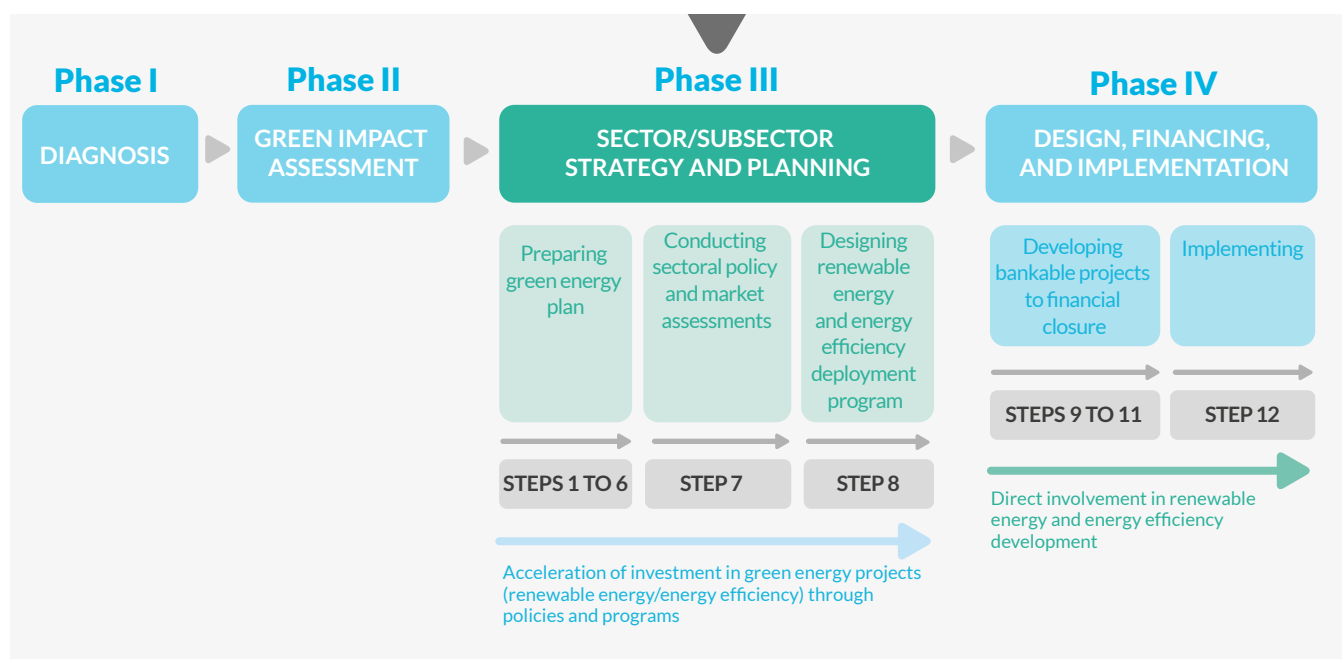 Phase I
DIAGNOSIS
Phase II
GREEN IMPACT
ASSESSMENT
Phase III
SECTOR/SUBSECTOR
STRATEGY AND PLANNING
Preparing
green energy
plan
STEPS 1 TO 6
Conducting
sectoral policy
and market
assessments
STEP 7
Designing
renewable
energy
and energy
efficiency
deployment
program
STEP 8
Acceleration of investment in green energy projects
(renewable energy/energy efficiency) through
policies and programs
Phase IV
DESIGN, FINANCING,
AND IMPLEMENTATION
Developing
bankable projects
to financial
closure
STEPS 9 TO 11
Implementing
STEP 12
Direct involvement in renewable
energy and energy efficiency
development